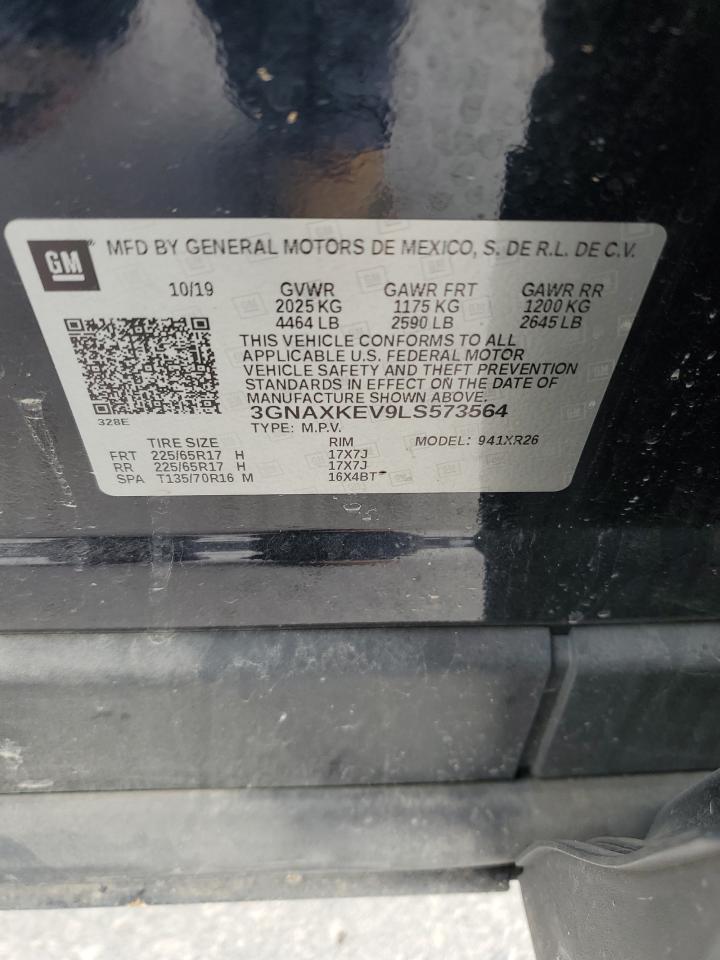 GM® MFD BY GENERAL MOTORS DE MEXICO, S. DE R.L. DE C.V.
10/19 GVWR GAWR FRT GAWR RR
2025 KG 1175 KG 1200 KG
4464 LB 2590 LB 2645 LB
THIS VEHICLE CONFORMS TO ALL
APPLICABLE U.S. FEDERAL MOTOR
VEHICLE SAFETY AND THEFT PREVENTION
STANDARDS IN EFFECT ON THE DATE OF
MANUFACTURE SHOWN ABOVE.
3GNAXKEV9LS573564
328E
TYPE: M.P.V. MODEL: 941XR26
TIRE SIZE RIM
FRT 225/65R17 H 17X7J
RR 225/65R17 H 17X7J
SPA T135/70R16 M 16X4BT